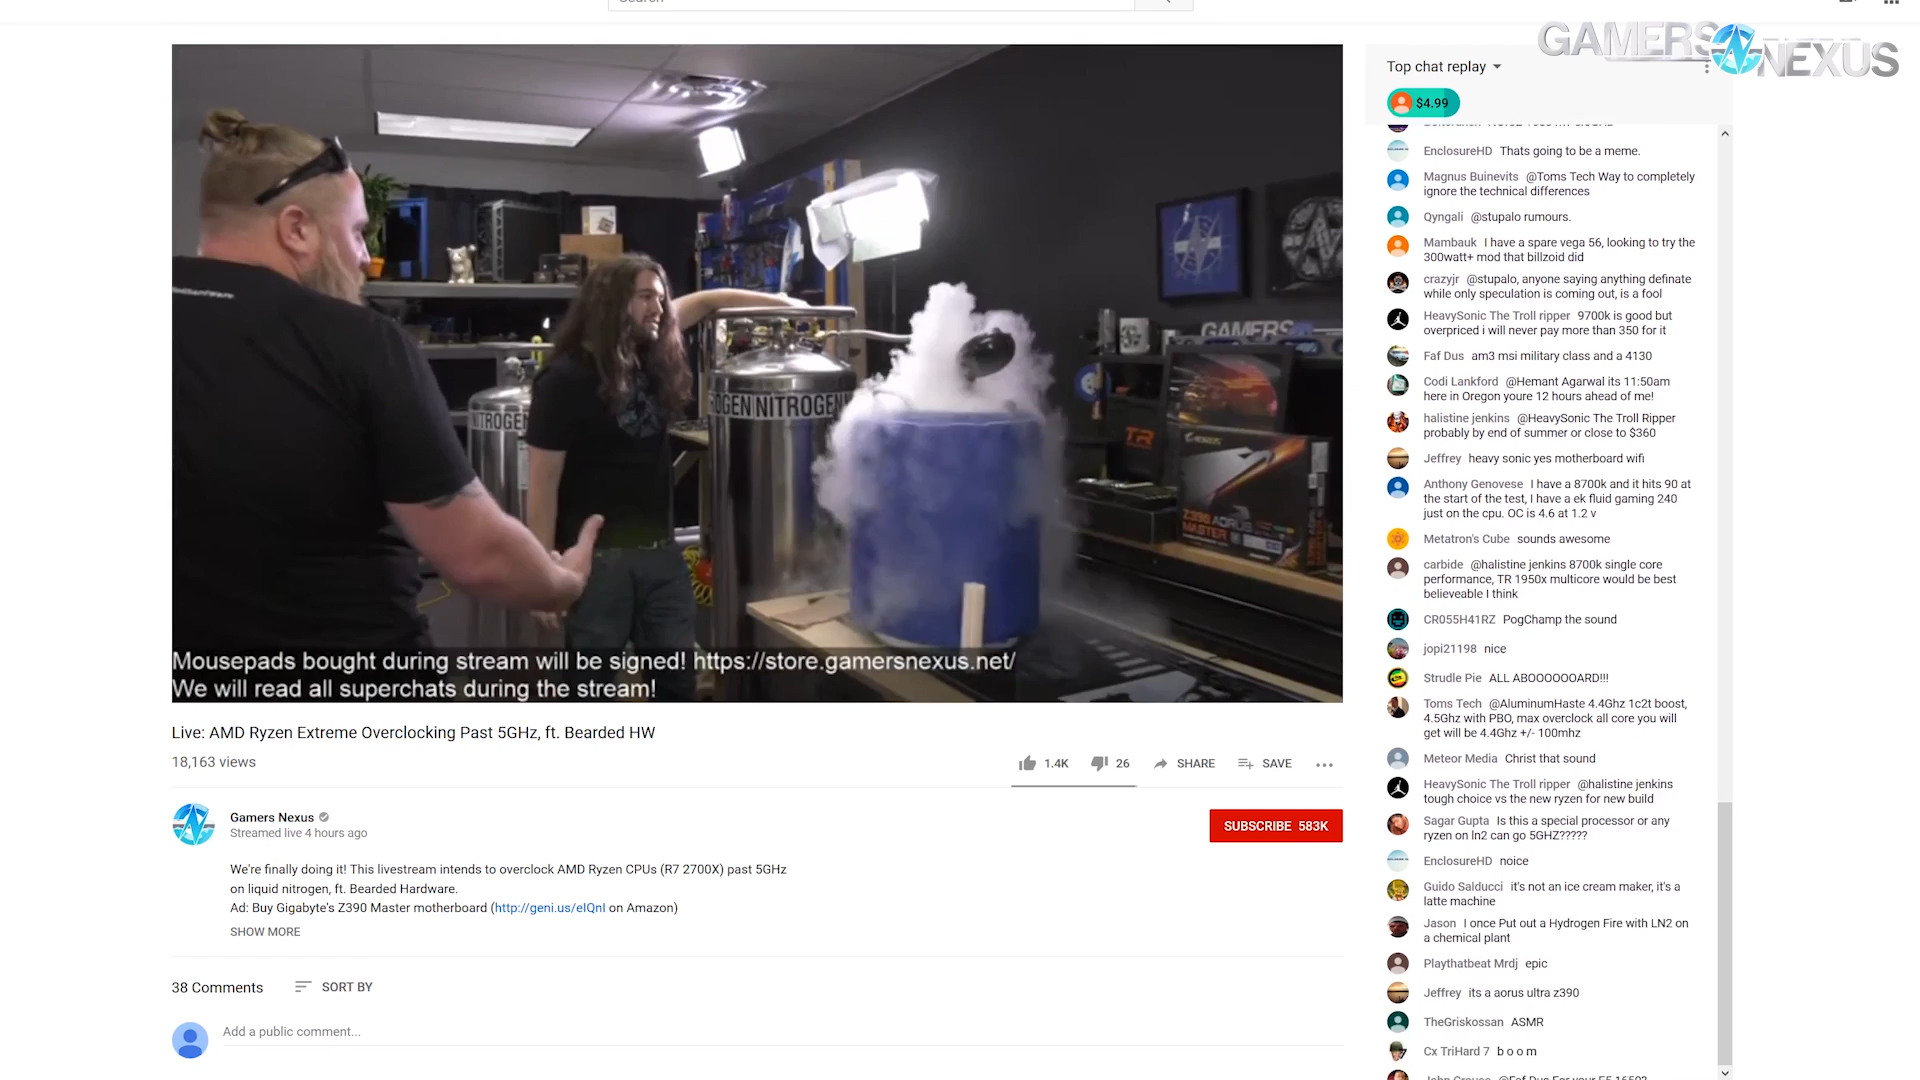 GAMERS NEXUS
Top chat replay
$4.99
EnclosureHD Thats going to be a meme.
Magnus Buinevits @Toms Tech Way to completely
ignore the technical differences
Qyngali @stupalo rumours.
Mambauk I have a spare vega 56, looking to try the
300watt+ mod that billzoid did
crazyjr @stupalo, anyone saying anything definate
while only speculation is coming out, is a fool
HeavySonic The Troll ripper 9700k is good but
overpriced i will never pay more than 350 for it
Faf Dus am3 msi military class and a 4130
Codi Lankford @Hemant Agarwal its 11:50am
here in Oregon youre 12 hours ahead of me!
halistine jenkins @HeavySonic The Troll Ripper
probably by end of summer or close to $360
Jeffrey heavy sonic yes motherboard wifi
Anthony Genovese I have a 8700k and it hits 90 at
the start of the test, I have a ek fluid gaming 240
just on the cpu. OC is 4.6 at 1.2 v
Metatron's Cube sounds awesome
carbide @halistine jenkins 8700k single core
performance, TR 1950x multicore would be best
believeable I think
CR055H41RZ PogChamp the sound
jopi21198 nice
Strudle Pie ALL ABOOOOOOARD!!!
Toms Tech @AluminumHaste 4.4Ghz 1c2t boost,
4.5Ghz with PBO, max overclock all core you will
get will be 4.4Ghz +/- 100mhz
Meteor Media Christ that sound
HeavySonic The Troll ripper @halistine jenkins
tough choice vs the new ryzen for new build
Sagar Gupta Is this a special processor or any
ryzen on ln2 can go 5GHZ?????
EnclosureHD noice
Guido Salducci it's not an ice cream maker, it's a
latte machine
Jason I once Put out a Hydrogen Fire with LN2 on
a chemical plant
Playthatbeat Mrdj epic
Jeffrey its a aorus ultra z390
TheGriskossan ASMR
Cx TriHard 7 b o o m
NITROGEN
OGEN NITROGEN
GAMERS
TR
AORUS
Z390 AORUS
MASTER
Mousepads bought during stream will be signed! https://store.gamersnexus.net/
We will read all superchats during the stream!
Live: AMD Ryzen Extreme Overclocking Past 5GHz, ft. Bearded HW
18,163 views
1.4K 26 SHARE SAVE
Gamers Nexus
Streamed live 4 hours ago
SUBSCRIBE 583K
We're finally doing it! This livestream intends to overclock AMD Ryzen CPUs (R7 2700X) past 5GHz
on liquid nitrogen, ft. Bearded Hardware.
Ad: Buy Gigabyte's Z390 Master motherboard (http://geni.us/elQnI on Amazon)
SHOW MORE
38 Comments SORT BY
Add a public comment...